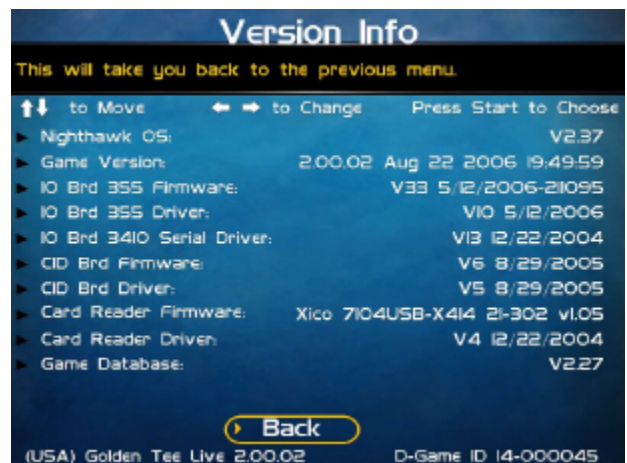 Version Info
This will take you back to the previous menu.
to Move to Change Press Start to Choose
Nighthawk OS: V2.37
Game Version: 2.00.02 Aug 22 2006 19:49:59
IO Brd 355 Firmware: V33 5/12/2006-211095
IO Brd 355 Driver: V10 5/12/2006
IO Brd 3410 Serial Driver: V13 12/22/2004
CID Brd Firmware: V6 8/29/2005
CID Brd Driver: V5 8/29/2005
Card Reader Firmware: Xico 7104USB-X414 21-302 v1.05
Card Reader Driver: V4 12/22/2004
Game Database: V2.27
Back
(USA) Golden Tee Live 2.00.02 D-Game ID 14-000045